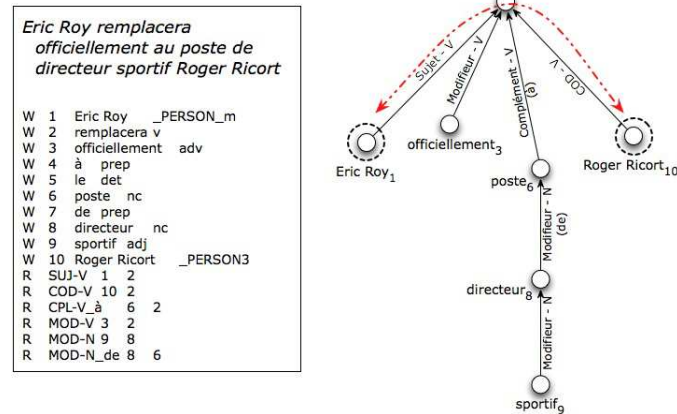 Eric Roy remplacera
officiellement au poste de
directeur sportif Roger Ricort
W 1 Eric Roy _PERSON_m
W 2 remplacera v
W 3 officiellement adv
W 4 à prep
W 5 le det
W 6 poste nc
W 7 de prep
W 8 directeur nc
W 9 sportif adj
W 10 Roger Ricort _PERSON3
R SUJ-V 1 2
R COD-V 10 2
R CPL-V_à 6 2
R MOD-V 3 2
R MOD-N 9 8
R MOD-N_de 8 6
Sujet - V
Modifieur - V
Complément - V
(à)
COD - V
Eric Roy1
officiellement3
Roger Ricort10
poste6
Modifieur - N
(de)
directeur8
Modifieur - N
sportif9